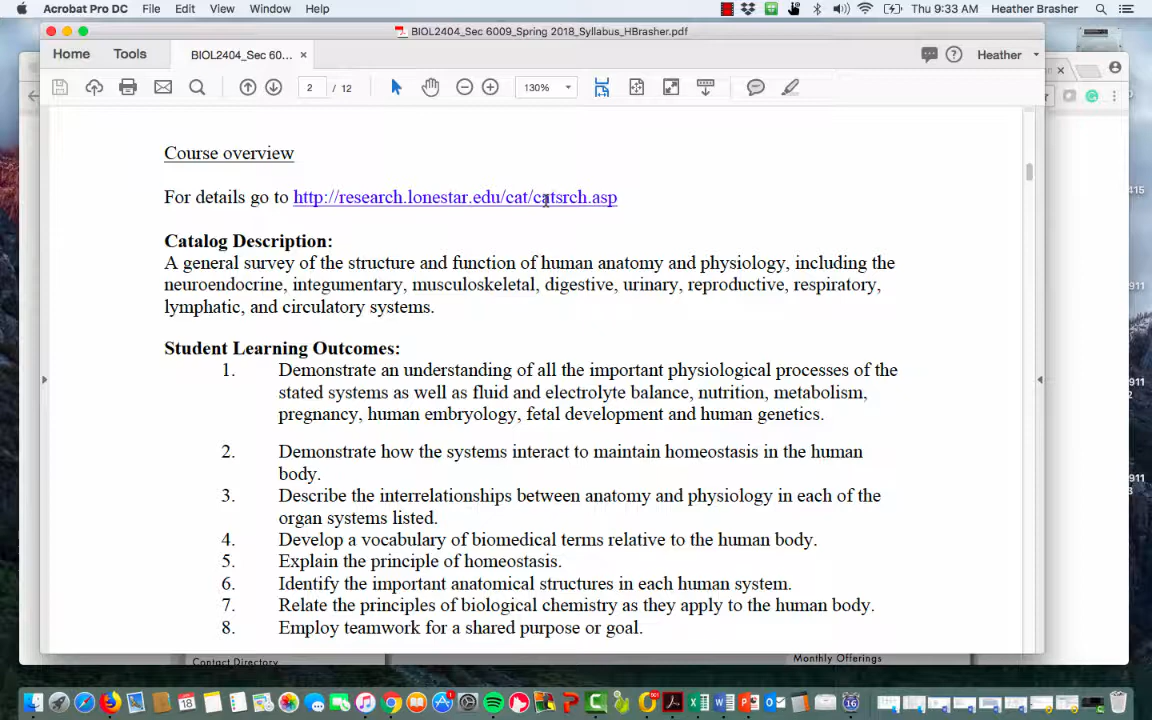 Acrobat Pro DC File Edit View Window Help Thu 9:33 AM Heather Brasher
BIOL2404_Sec 6009_Spring 2018_Syllabus_HBrasher.pdf
Home Tools BIOL2404_Sec 60... × Heather
2 / 12 130%
Course overview
For details go to http://research.lonestar.edu/cat/catsrch.asp
Catalog Description:
A general survey of the structure and function of human anatomy and physiology, including the
neuroendocrine, integumentary, musculoskeletal, digestive, urinary, reproductive, respiratory,
lymphatic, and circulatory systems.
Student Learning Outcomes:
1. Demonstrate an understanding of all the important physiological processes of the
stated systems as well as fluid and electrolyte balance, nutrition, metabolism,
pregnancy, human embryology, fetal development and human genetics.
2. Demonstrate how the systems interact to maintain homeostasis in the human
body.
3. Describe the interrelationships between anatomy and physiology in each of the
organ systems listed.
4. Develop a vocabulary of biomedical terms relative to the human body.
5. Explain the principle of homeostasis.
6. Identify the important anatomical structures in each human system.
7. Relate the principles of biological chemistry as they apply to the human body.
8. Employ teamwork for a shared purpose or goal.
Contact Directory Monthly Offerings